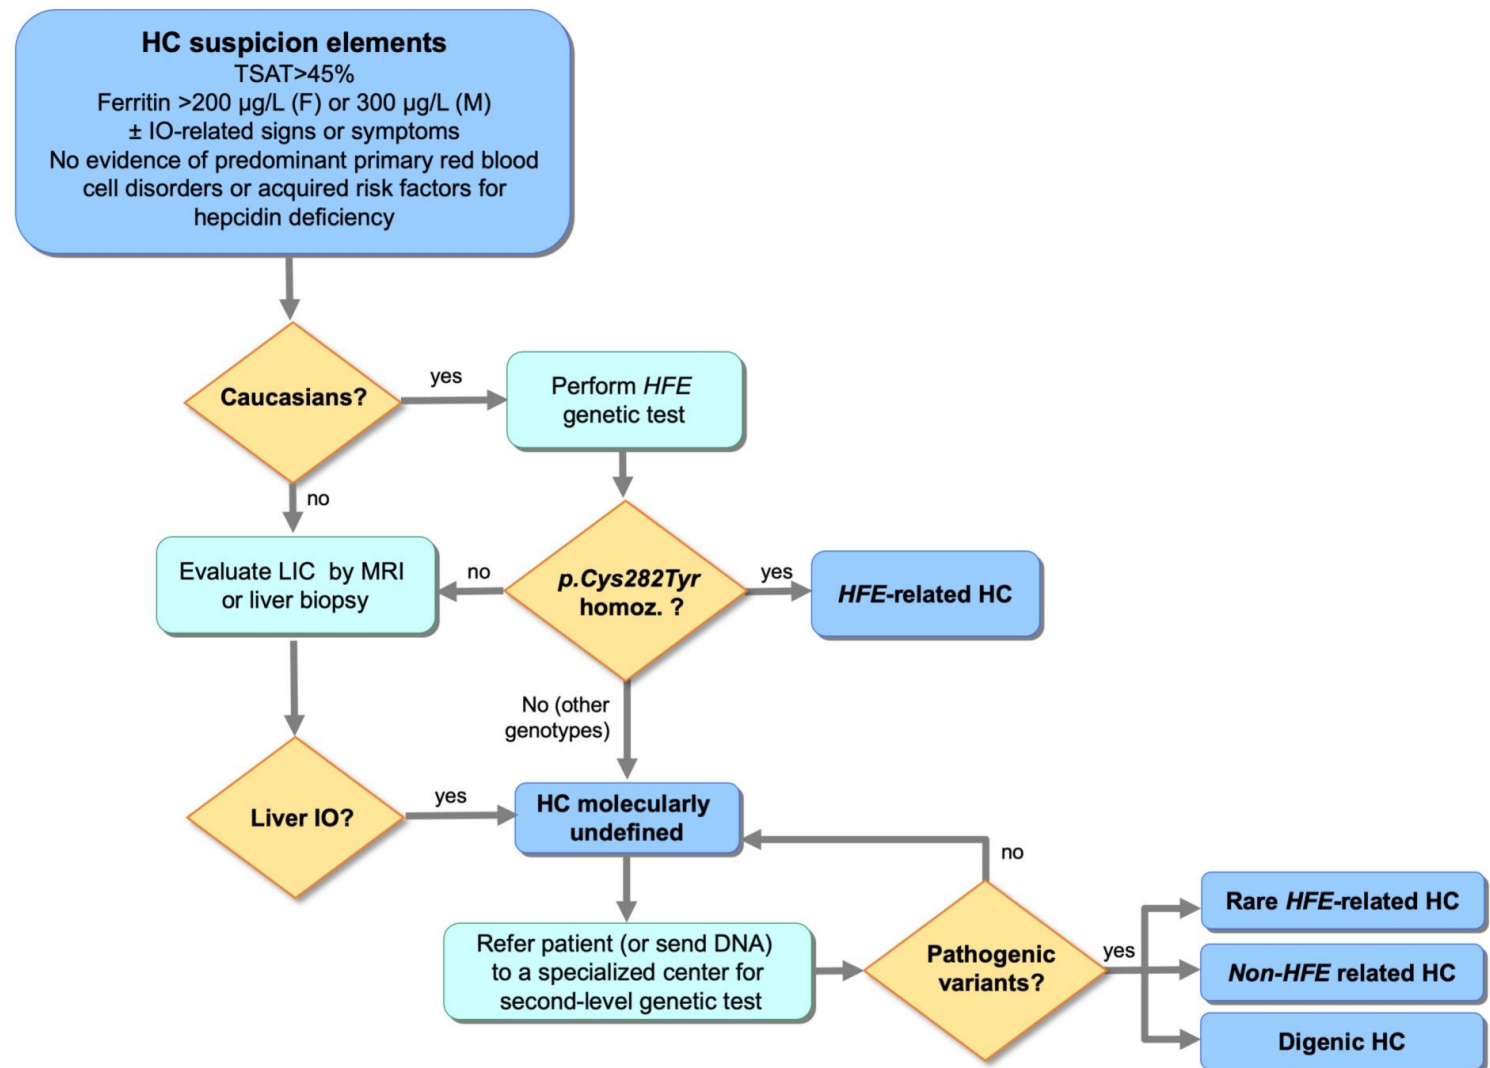 HC suspicion elements
TSAT>45%
Ferritin >200 µg/L (F) or 300 µg/L (M)
± IO-related signs or symptoms
No evidence of predominant primary red blood
cell disorders or acquired risk factors for
hepcidin deficiency
Caucasians?
yes
Perform HFE
genetic test
no
Evaluate LIC by MRI
or liver biopsy
no
p.Cys282Tyr
homoz. ?
yes
HFE-related HC
No (other
genotypes)
Liver IO?
yes
HC molecularly
undefined
no
Refer patient (or send DNA)
to a specialized center for
second-level genetic test
Pathogenic
variants?
yes
Rare HFE-related HC
Non-HFE related HC
Digenic HC